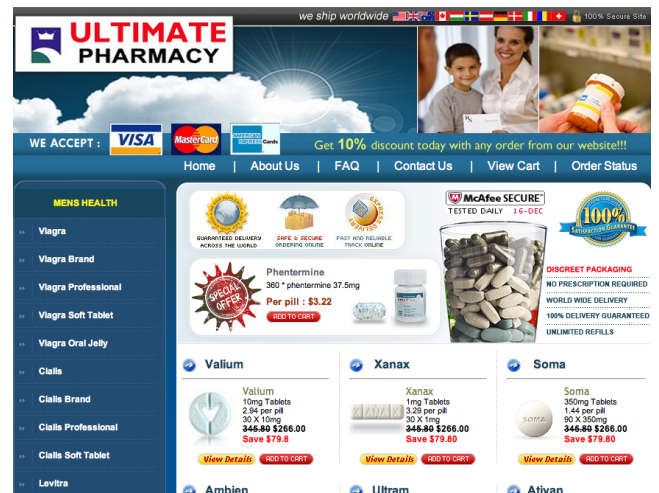 we ship worldwide
100% Secure Site
ULTIMATE
PHARMACY
WE ACCEPT :
VISA
MasterCard
AMERICAN
EXPRESS Cards
Get 10% discount today with any order from our website!!!
Home | About Us | FAQ | Contact Us | View Cart | Order Status
MENS HEALTH
Viagra
Viagra Brand
Viagra Professional
Viagra Soft Tablet
Viagra Oral Jelly
Cialis
Cialis Brand
Cialis Professional
Cialis Soft Tablet
Levitra
GUARANTEED DELIVERY
ACROSS THE WORLD
SAFE & SECURE
ORDERING ONLINE
EXPRESS DELIVERY
FAST AND RELIABLE
TRACK ONLINE
McAfee SECURE
TESTED DAILY 16-DEC
100%
SATISFACTION GUARANTEE
SPECIAL
OFFER
Phentermine
360 * phentermine 37.5mg
Per pill : $3.22
ADD TO CART
DISCREET PACKAGING
NO PRESCRIPTION REQUIRED
WORLD WIDE DELIVERY
100% DELIVERY GUARANTEED
UNLIMITED REFILLS
Valium
Valium
10mg Tablets
2.94 per pill
30 X 10mg
345.80 $266.00
Save $79.8
View Details
ADD TO CART
Xanax
XANAX
Xanax
1mg Tablets
3.29 per pill
30 X 1mg
345.80 $266.00
Save $79.80
View Details
ADD TO CART
Soma
SOMA
Soma
350mg Tablets
1.44 per pill
90 X 350mg
345.80 $266.00
Save $79.80
View Details
ADD TO CART
Ambien
Ultram
Ativan